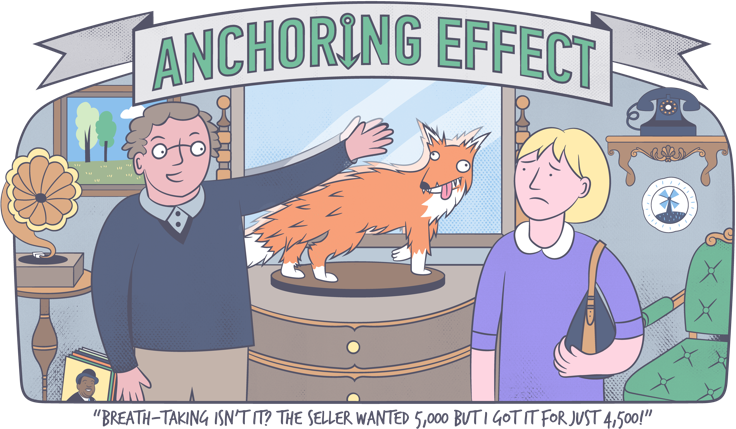 ANCHORING EFFECT
"BREATH-TAKING ISN'T IT? THE SELLER WANTED 5,000 BUT I GOT IT FOR JUST 4,500!"